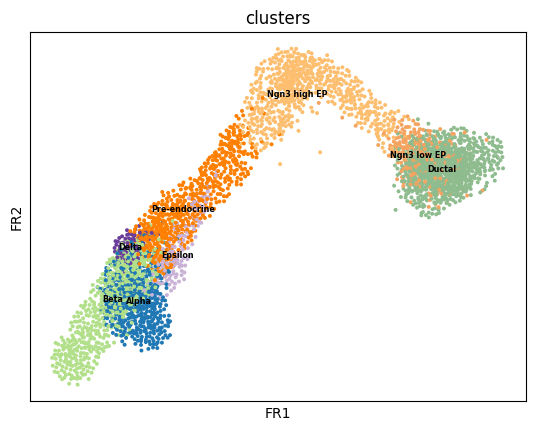 clusters
Ngn3 high EP
Ngn3 low EP
Ductal
Pre-endocrine
Delta
Epsilon
Beta
Alpha
FR2
FR1